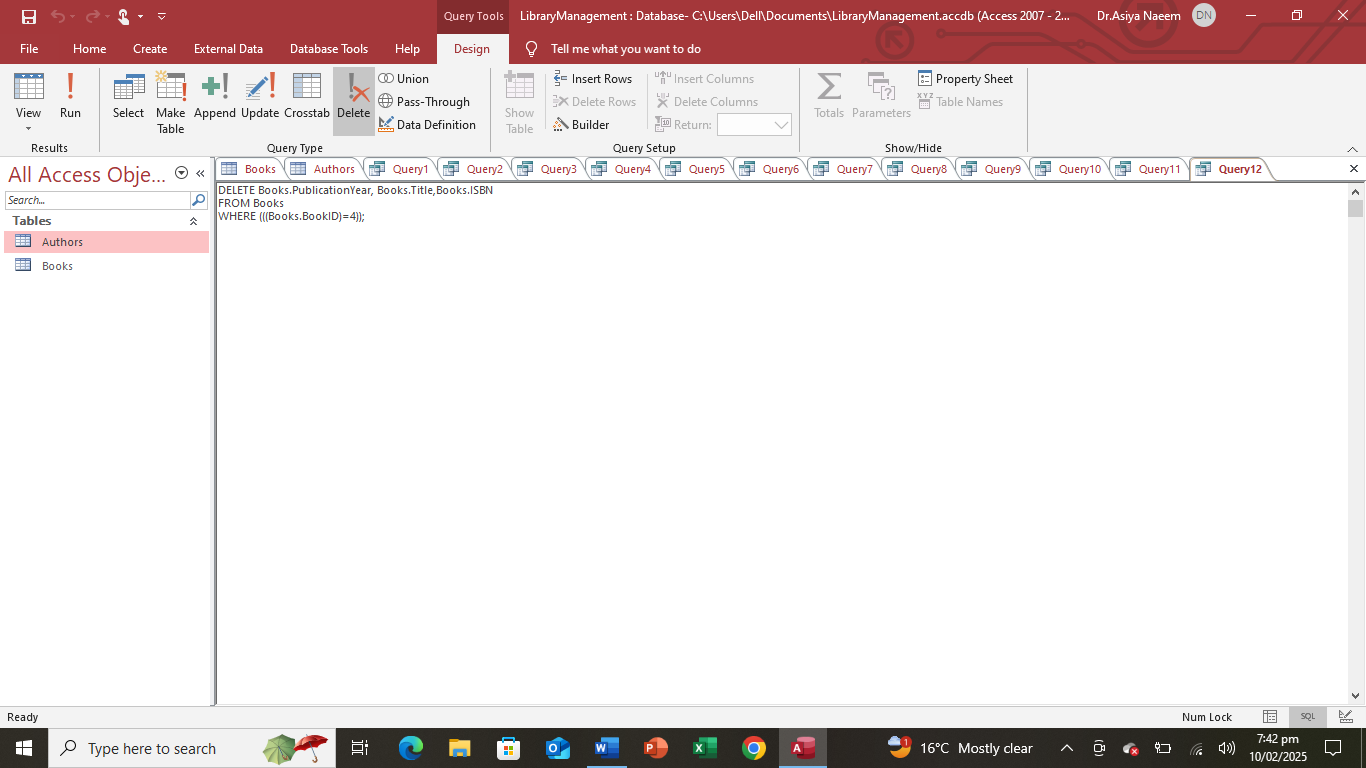 Query Tools
LibraryManagement : Database- C:\Users\Dell\Documents\LibraryManagement.accdb (Access 2007 - 2...
Dr.Asiya Naeem
DN
File Home Create External Data Database Tools Help Design Tell me what you want to do
View
Run
Results
Select
Make Table
Append
Update
Crosstab
Delete
Union
Pass-Through
Data Definition
Query Type
Show Table
Insert Rows
Delete Rows
Builder
Insert Columns
Delete Columns
Return:
Query Setup
Totals
Parameters
Property Sheet
XYZ Table Names
Show/Hide
All Access Obje...
Search...
Tables
Authors
Books
Books Authors Query1 Query2 Query3 Query4 Query5 Query6 Query7 Query8 Query9 Query10 Query11 Query12
DELETE Books.PublicationYear, Books.Title,Books.ISBN
FROM Books
WHERE (((Books.BookID)=4));
Ready
Num Lock
SQL
Type here to search
1
16°C Mostly clear
7:42 pm
10/02/2025